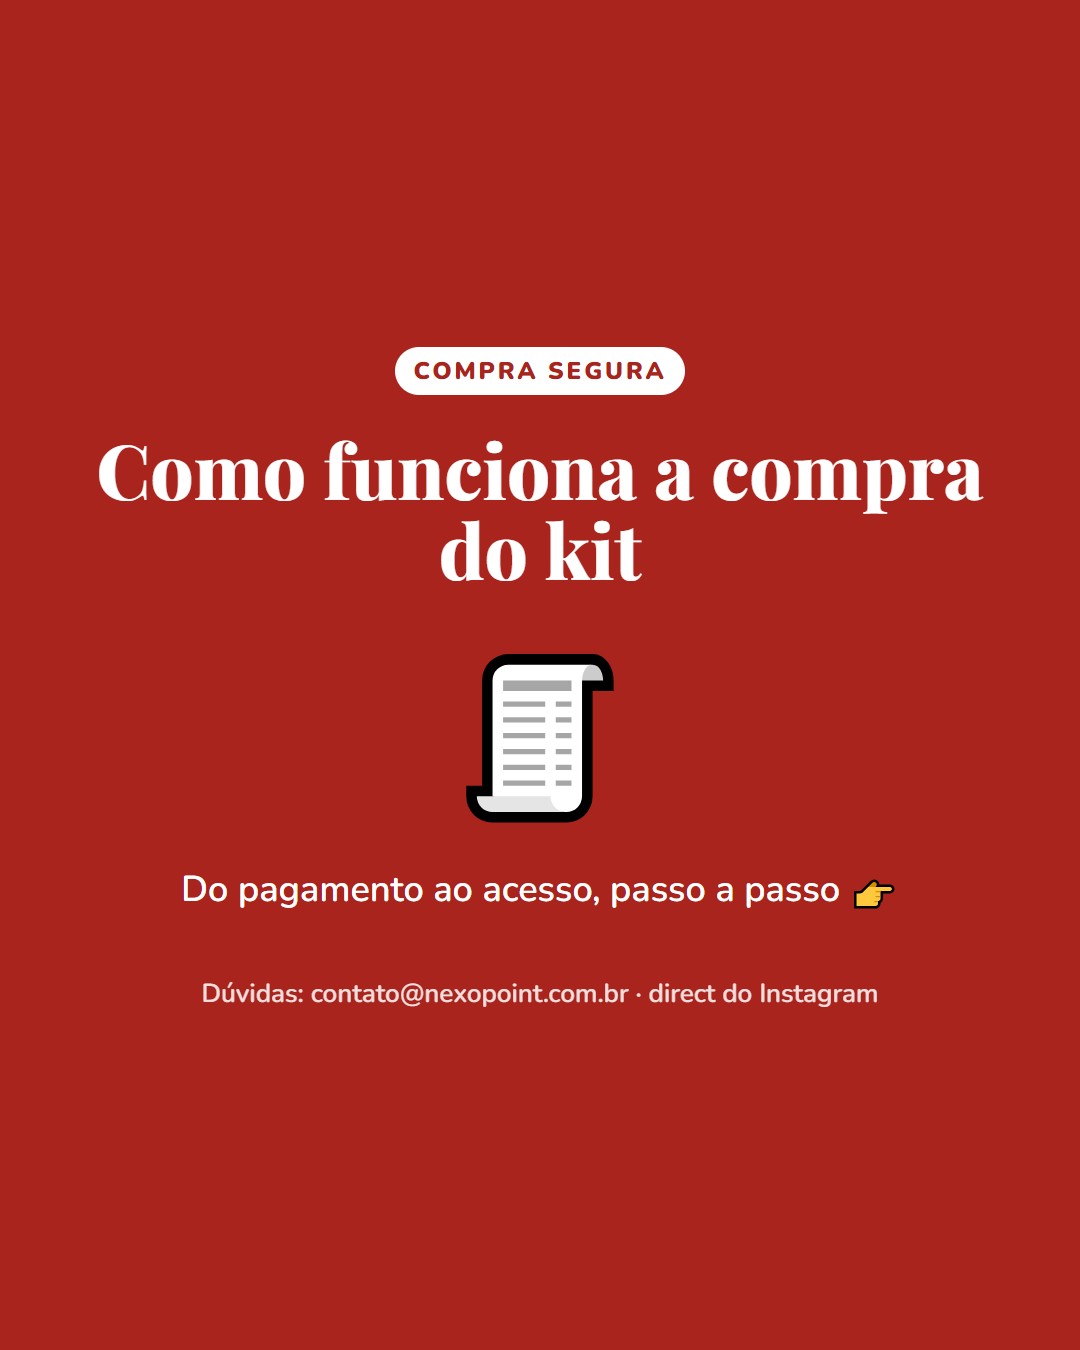 COMPRA SEGURA
Como funciona a compra
do kit
Do pagamento ao acesso, passo a passo 👉
Dúvidas: contato@nexopoint.com.br · direct do Instagram